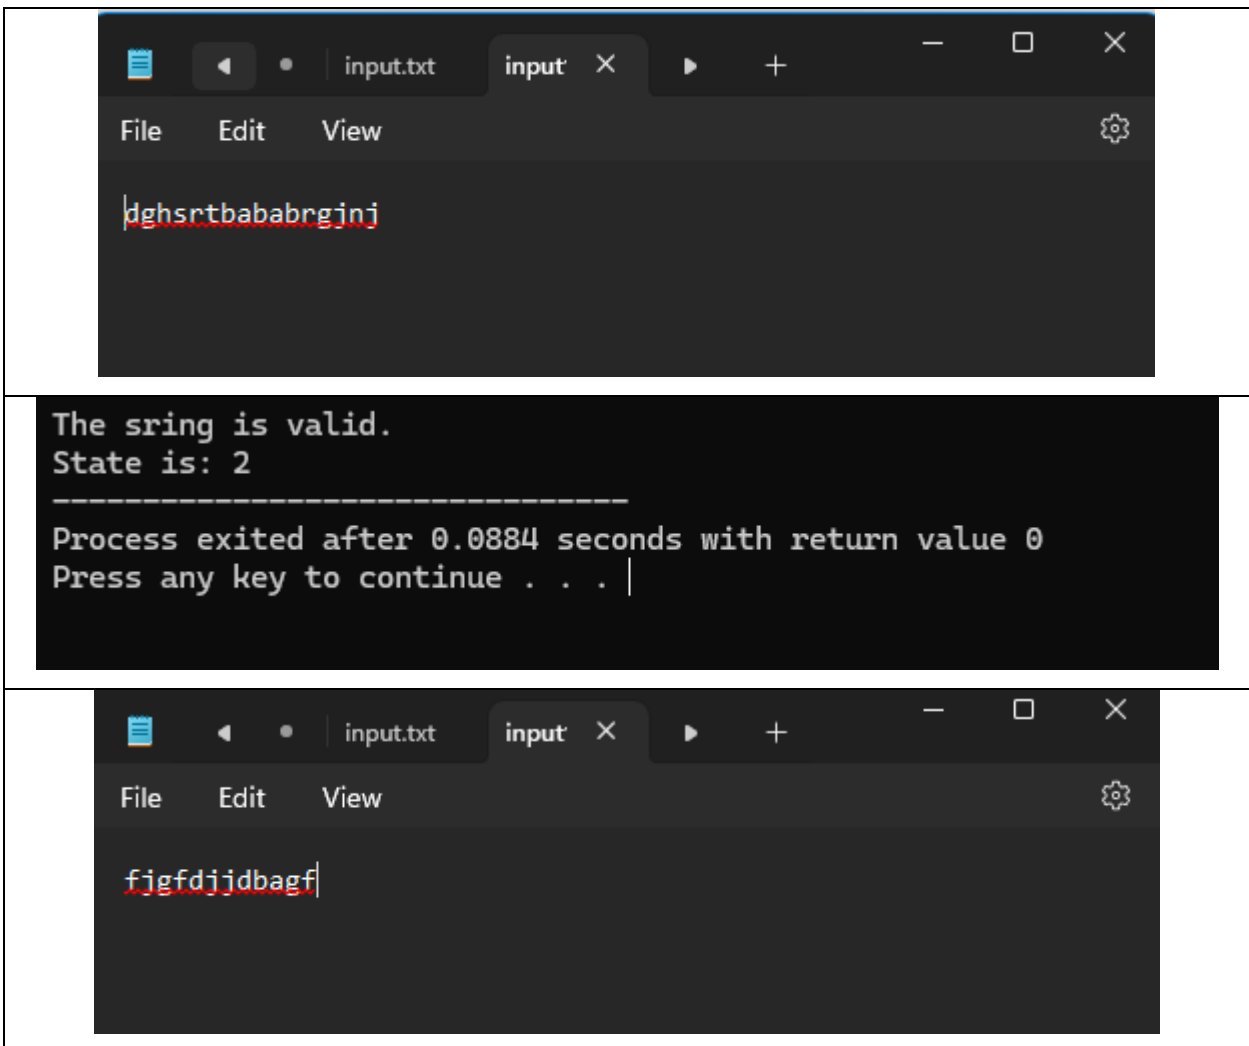 input.txt input
File Edit View
dghsrtbababrgjnj
The sring is valid.
State is: 2
--------------------------------
Process exited after 0.0884 seconds with return value 0
Press any key to continue . . .
input.txt input
File Edit View
fjgfdjjdbagf